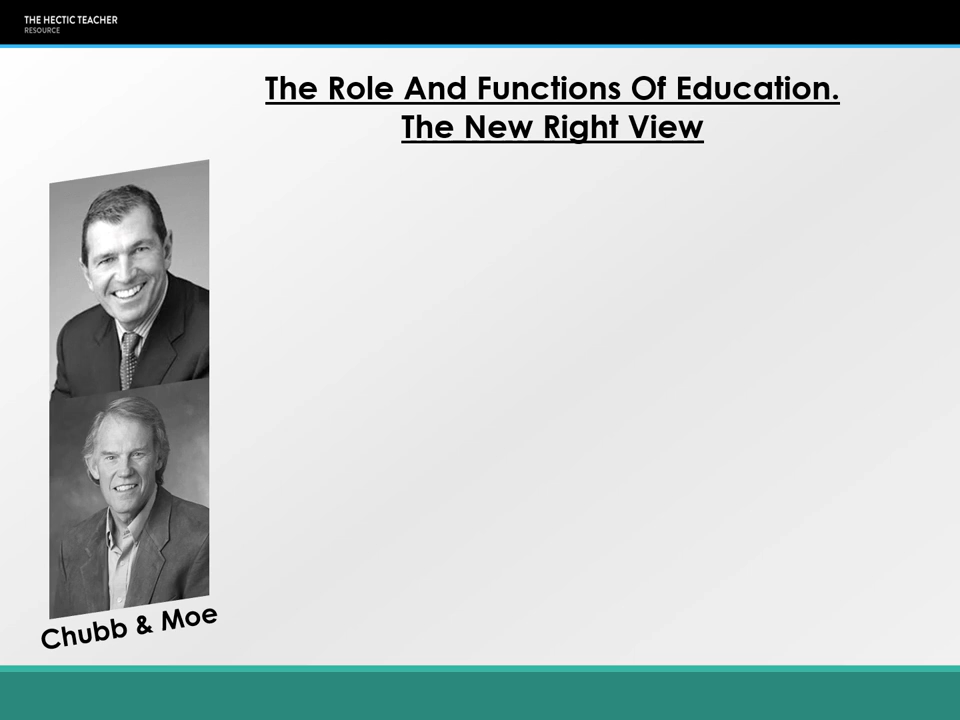 THE HECTIC TEACHER
RESOURCE
The Role And Functions Of Education.
The New Right View
Chubb & Moe